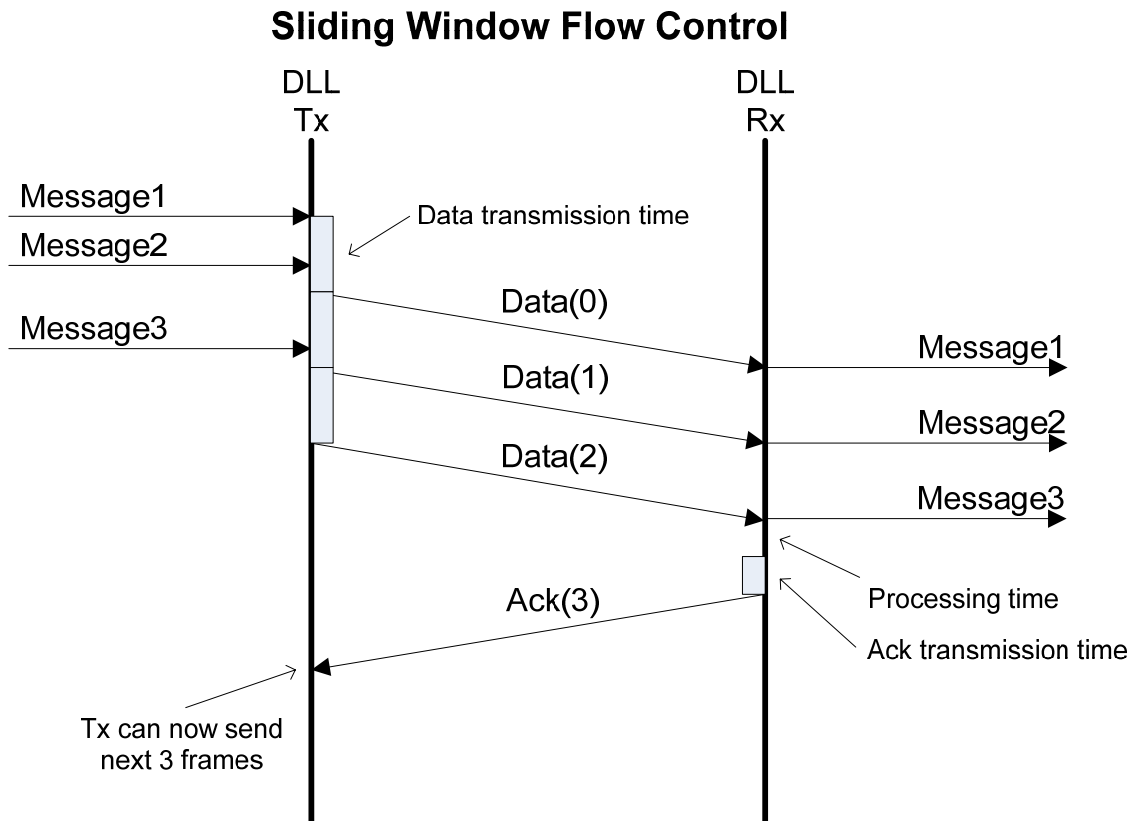 Sliding Window Flow Control
DLL
Tx
DLL
Rx
Message1
Data transmission time
Message2
Data(0)
Message3
Message1
Data(1)
Message2
Data(2)
Message3
Processing time
Ack(3)
Ack transmission time
Tx can now send
next 3 frames